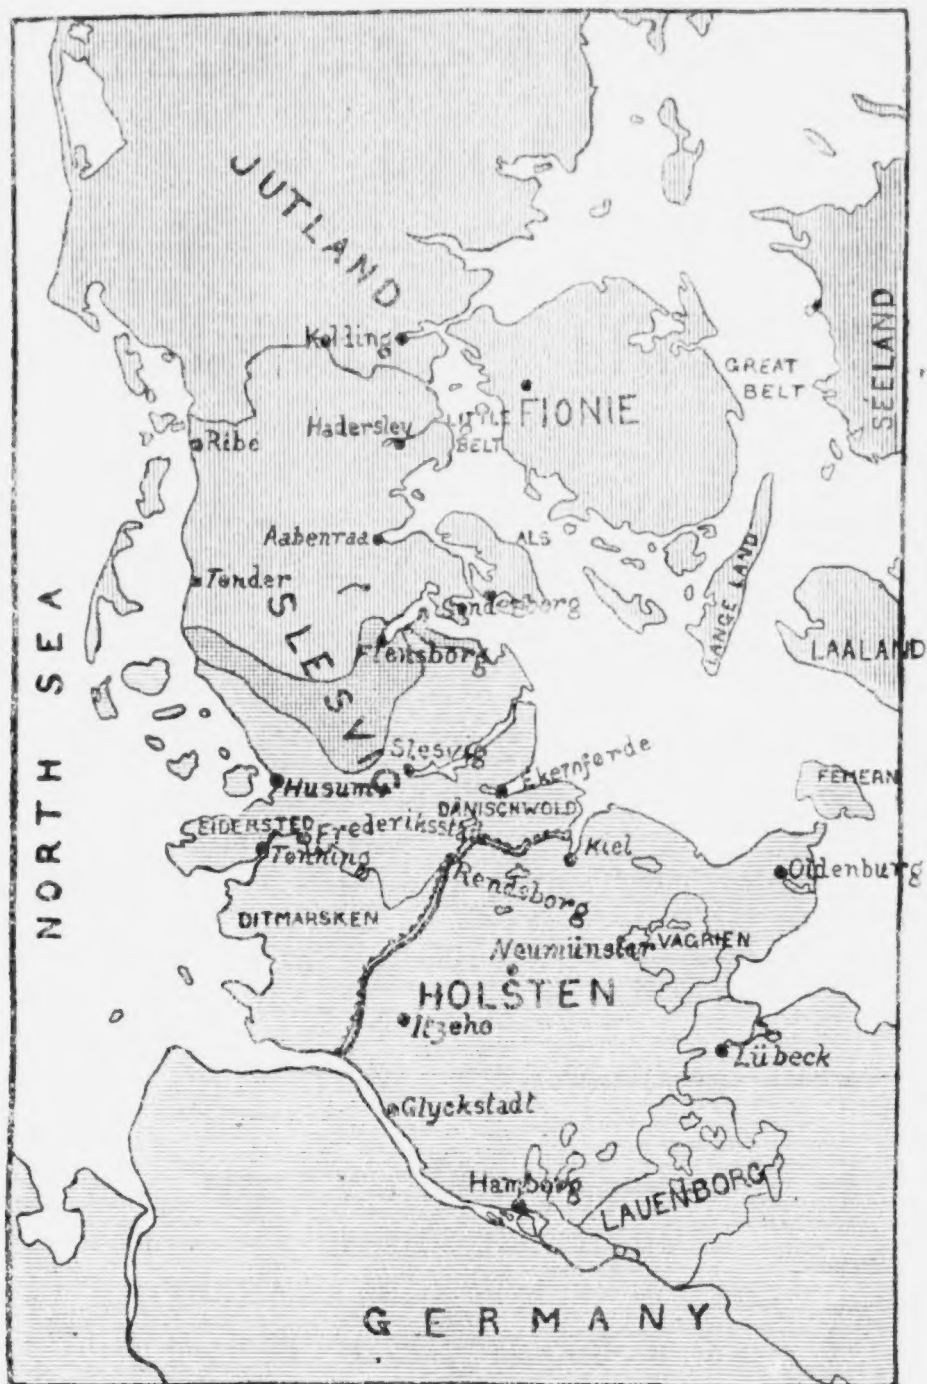 JUTLAND
SEELAND
Kolding
GREAT BELT
FIONIE
LITTLE BELT
Hadersley
Ribe
Aabenraa
ALS
LANGE LAND
Tønder
Sonderborg
SLESVIG
Flensborg
LAALAND
NORTH SEA
Slesvig
Ekernførde
Husum
DÄNISCHWOLD
FEMERN
EIDERSTED
Frederiksstad
Tønning
Kiel
Rendsborg
Oldenburg
DITMARSKEN
Neumünster
VAGRIEN
HOLSTEN
Itzeho
Lübeck
Glyckstadt
Hamborg
LAUENBORG
GERMANY